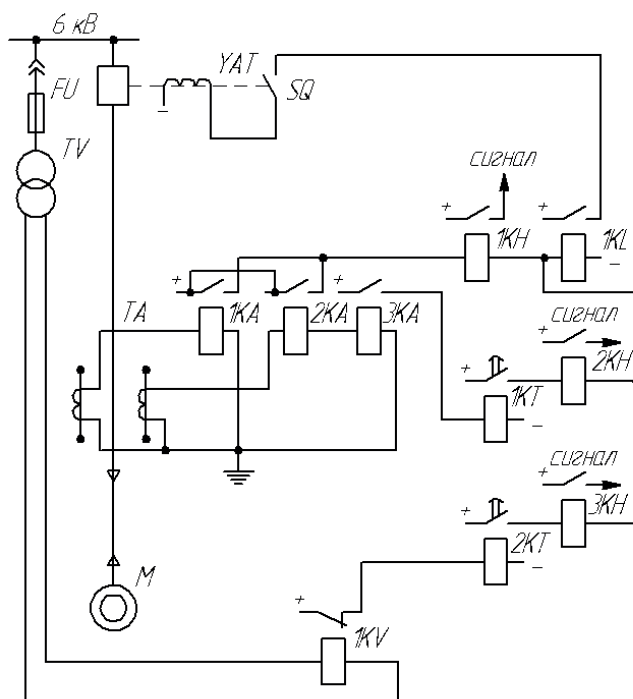 6 кВ
YAT
FU
SQ
TV
сигнал
+
+
1KH
1KL
–
–
+
+
TA
1KA
2KA
3KA
сигнал
+
2KH
+
1KT
–
сигнал
+
3KH
+
2KT
–
M
+
1KV